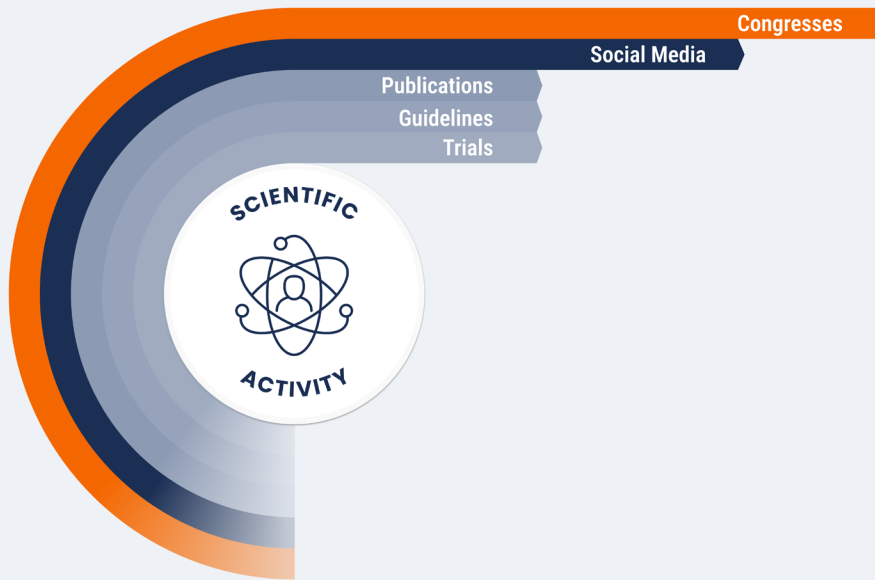 Congresses
Social Media
Publications
Guidelines
Trials
SCIENTIFIC
ACTIVITY